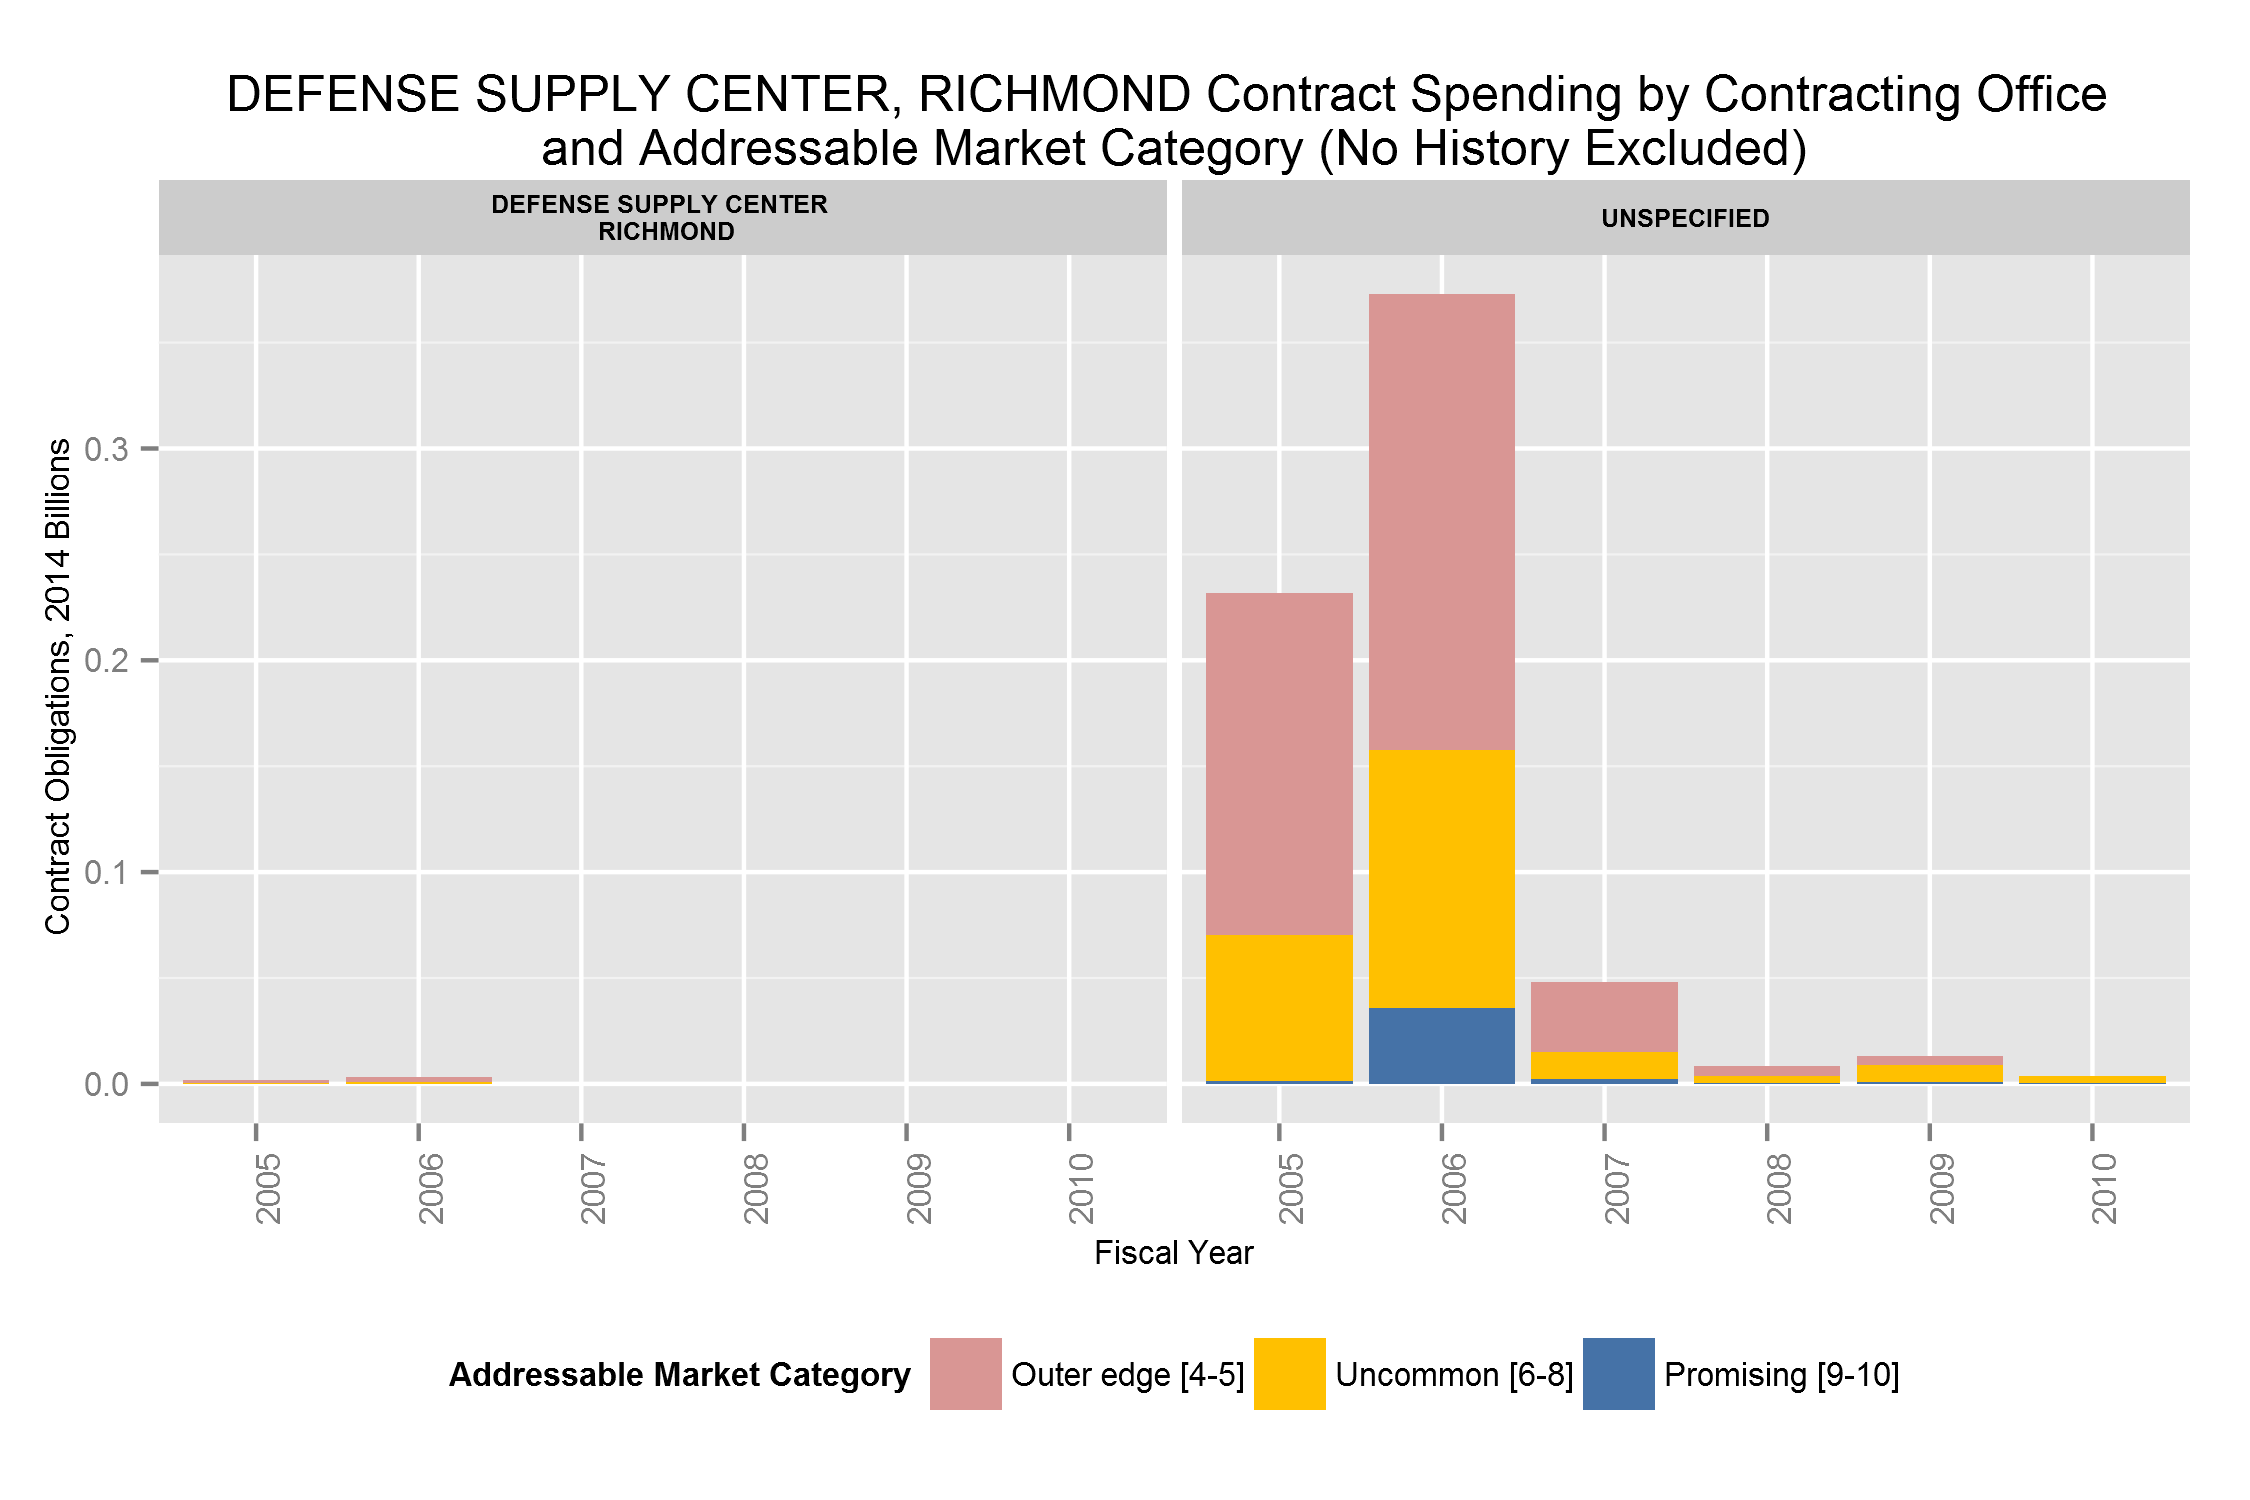 DEFENSE SUPPLY CENTER, RICHMOND Contract Spending by Contracting Office
and Addressable Market Category (No History Excluded)
DEFENSE SUPPLY CENTER
RICHMOND
UNSPECIFIED
Contract Obligations, 2014 Billions
0.3
0.2
0.1
0.0
2005
2006
2007
2008
2009
2010
2005
2006
2007
2008
2009
2010
Fiscal Year
Addressable Market Category
Outer edge [4-5]
Uncommon [6-8]
Promising [9-10]